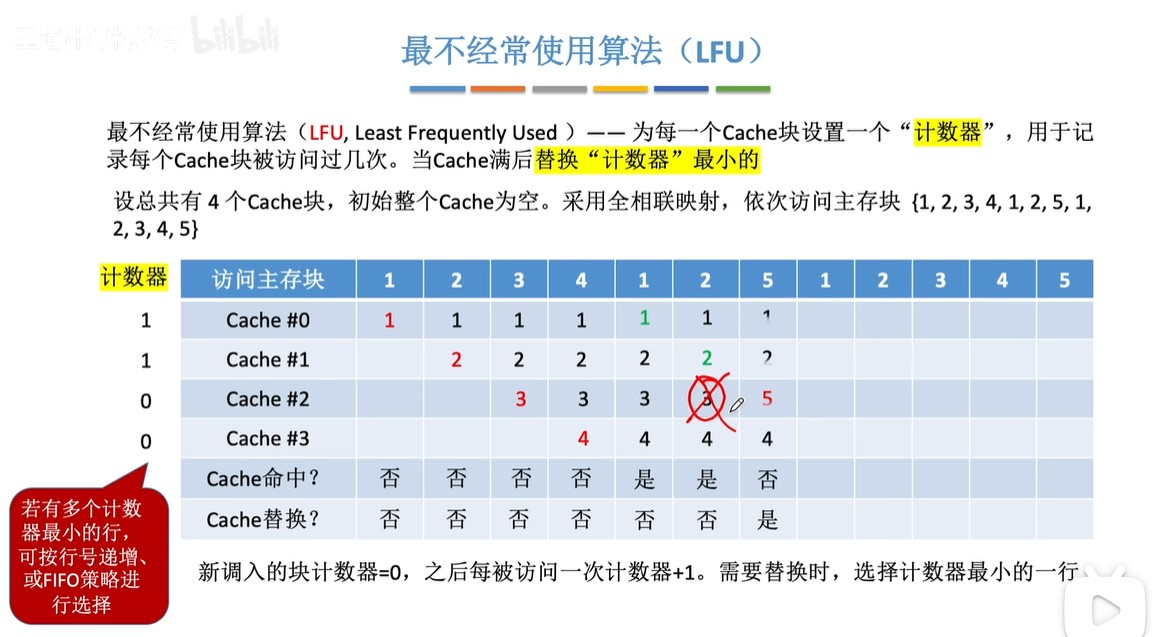 bilibili
最不经常使用算法（LFU）
最不经常使用算法（LFU, Least Frequently Used ）—— 为每一个Cache块设置一个“计数器”，用于记
录每个Cache块被访问过几次。当Cache满后替换“计数器”最小的
设总共有 4 个Cache块，初始整个Cache为空。采用全相联映射，依次访问主存块 {1, 2, 3, 4, 1, 2, 5, 1,
2, 3, 4, 5}
计数器 访问主存块 1 2 3 4 1 2 5 1 2 3 4 5
1 Cache #0 1 1 1 1 1 1 1
1 Cache #1 2 2 2 2 2 2
0 Cache #2 3 3 3 3 5
0 Cache #3 4 4 4 4
Cache命中？ 否 否 否 否 是 是 否
Cache替换？ 否 否 否 否 否 否 是
若有多个计数
器最小的行，
可按行号递增、
或FIFO策略进
行选择
新调入的块计数器=0，之后每被访问一次计数器+1。需要替换时，选择计数器最小的一行